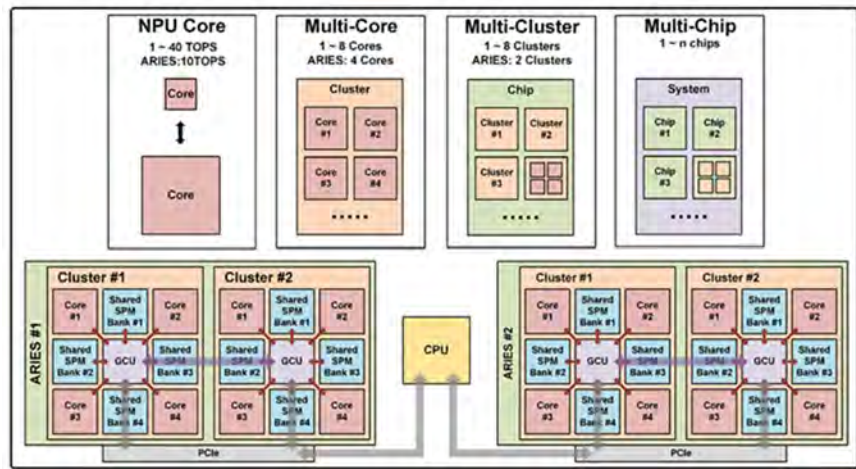 NPU Core
1 ~ 40 TOPS
ARIES:10TOPS
Core
Core
Multi-Core
1 ~ 8 Cores
ARIES: 4 Cores
Cluster
Core
#1
Core
#2
Core
#3
Core
#4
.....
Multi-Cluster
1 ~ 8 Clusters
ARIES: 2 Clusters
Chip
Cluster
#1
Cluster
#2
Cluster
#3
.....
Multi-Chip
1 ~ n chips
System
Chip
#1
Chip
#2
Chip
#3
.....
ARIES #1
Cluster #1
Core
#1
Shared
SPM
Bank #1
Core
#2
Shared
SPM
Bank #2
GCU
Shared
SPM
Bank #3
Core
#3
Shared
SPM
Bank #4
Core
#4
Cluster #2
Core
#1
Shared
SPM
Bank #1
Core
#2
Shared
SPM
Bank #2
GCU
Shared
SPM
Bank #3
Core
#3
Shared
SPM
Bank #4
Core
#4
PCIe
CPU
ARIES #2
Cluster #1
Core
#1
Shared
SPM
Bank #1
Core
#2
Shared
SPM
Bank #2
GCU
Shared
SPM
Bank #3
Core
#3
Shared
SPM
Bank #4
Core
#4
Cluster #2
Core
#1
Shared
SPM
Bank #1
Core
#2
Shared
SPM
Bank #2
GCU
Shared
SPM
Bank #3
Core
#3
Shared
SPM
Bank #4
Core
#4
PCIe